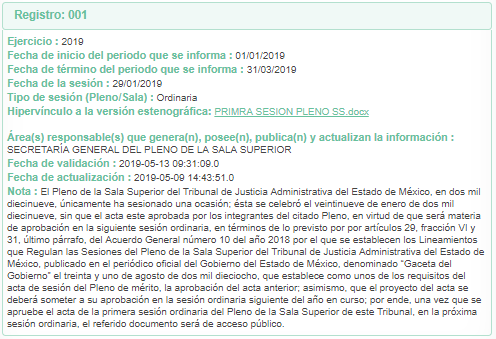 Registro: 001
Ejercicio : 2019
Fecha de inicio del periodo que se informa : 01/01/2019
Fecha de término del periodo que se informa : 31/03/2019
Fecha de la sesión : 29/01/2019
Tipo de sesión (Pleno/Sala) : Ordinaria
Hipervínculo a la versión estenográfica: PRIMRA SESION PLENO SS.docx
Área(s) responsable(s) que genera(n), posee(n), publica(n) y actualizan la información :
SECRETARÍA GENERAL DEL PLENO DE LA SALA SUPERIOR
Fecha de validación : 2019-05-13 09:31:09.0
Fecha de actualización : 2019-05-09 14:43:51.0
Nota : El Pleno de la Sala Superior del Tribunal de Justicia Administrativa del Estado de México, en dos mil
diecinueve, únicamente ha sesionado una ocasión; ésta se celebró el veintinueve de enero de dos mil
diecinueve, sin que el acta este aprobada por los integrantes del citado Pleno, en virtud de que será materia
de aprobación en la siguiente sesión ordinaria, en términos de lo previsto por por artículos 29, fracción VI y
31, último párrafo, del Acuerdo General número 10 del año 2018 por el que se establecen los Lineamientos
que Regulan las Sesiones del Pleno de la Sala Superior del Tribunal de Justicia Administrativa del Estado de
México, publicado en el periódico oficial del Gobierno del Estado de México, denominado "Gaceta del
Gobierno" el treinta y uno de agosto de dos mil dieciocho, que establece como unos de los requisitos del
acta de sesión del Pleno de mérito, la aprobación del acta anterior; asimismo, que el proyecto del acta se
deberá someter a su aprobación en la sesión ordinaria siguiente del año en curso; por ende, una vez que se
apruebe el acta de la primera sesión ordinaria del Pleno de la Sala Superior de este Tribunal, en la próxima
sesión ordinaria, el referido documento será de acceso público.